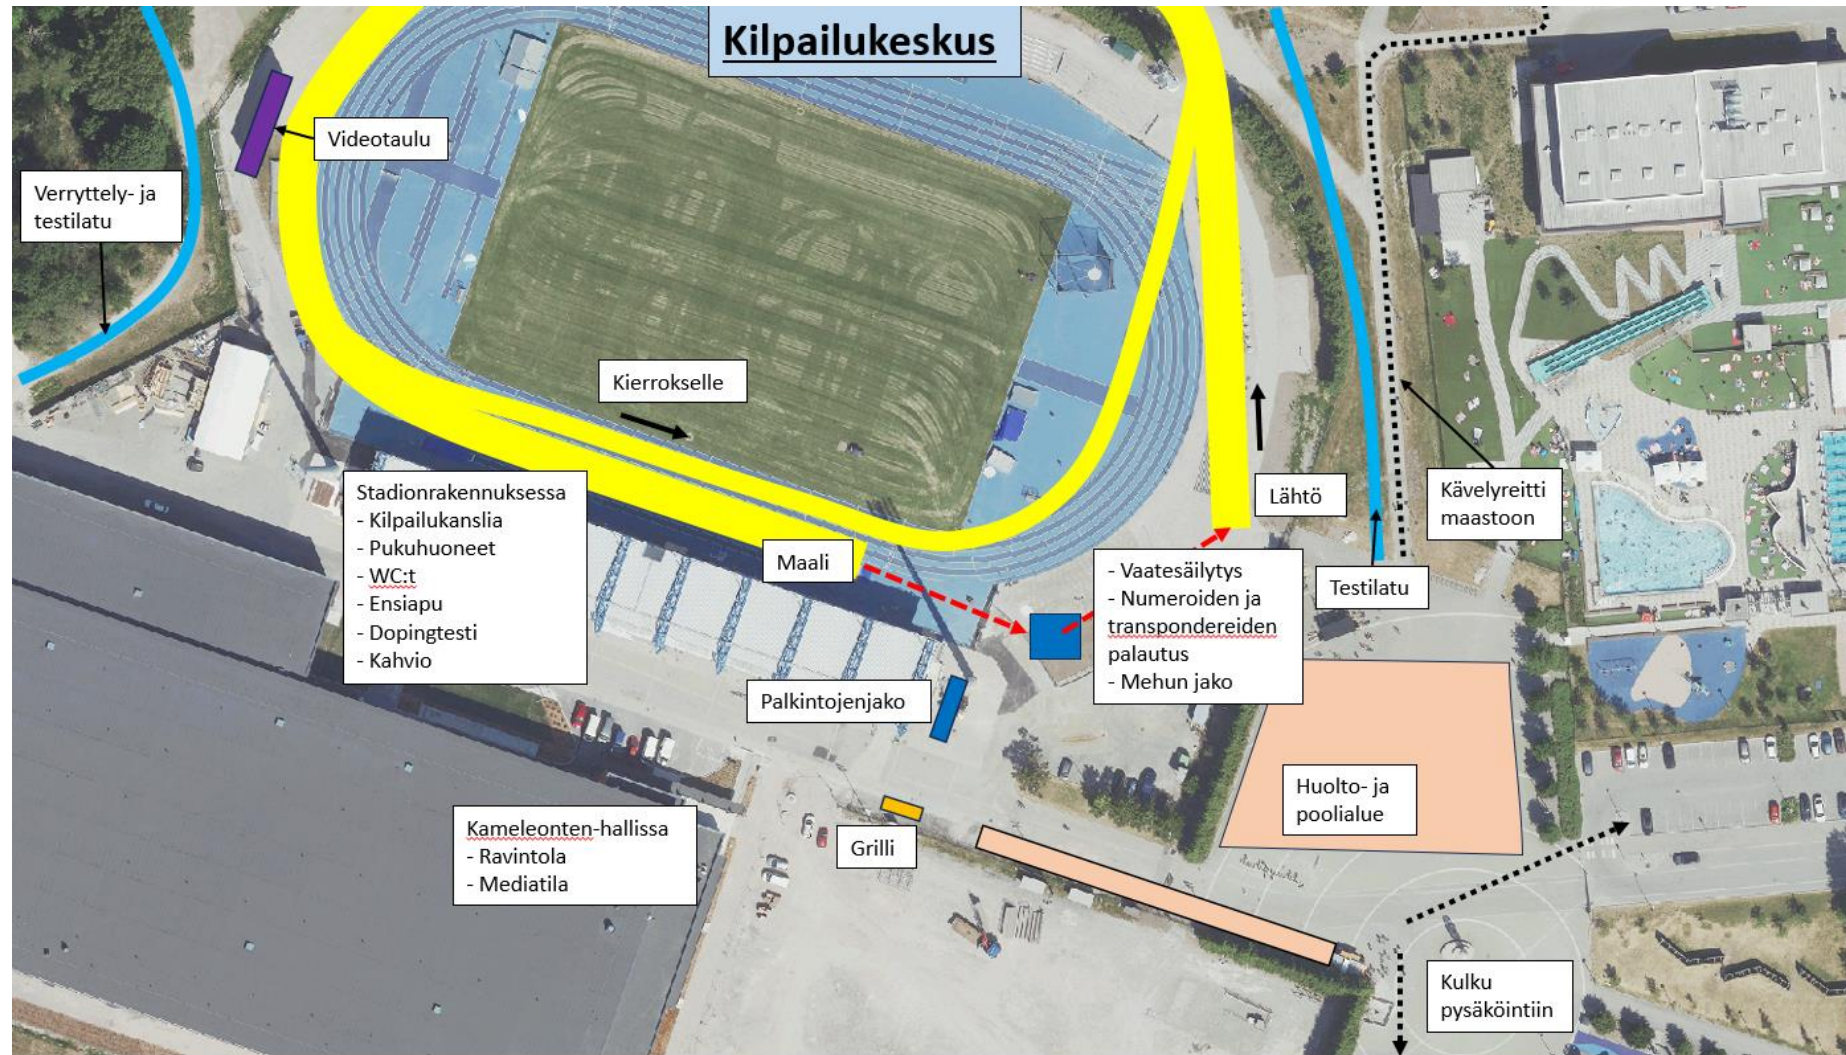 Kilpailukeskus
Videotaulu
Verryttely- ja
testilatu
Kierrokselle
Stadionrakennuksessa
- Kilpailukanslia
- Pukuhuoneet
- WC:t
- Ensiapu
- Dopingtesti
- Kahvio
Maali
Lähtö
Kävelyreitti
maastoon
Testilatu
- Vaatesäilytys
- Numeroiden ja
transpondereiden
palautus
- Mehun jako
Palkintojenjako
Huolto- ja
poolialue
Kameleonten-hallissa
- Ravintola
- Mediatila
Grilli
Kulku
pysäköintiin